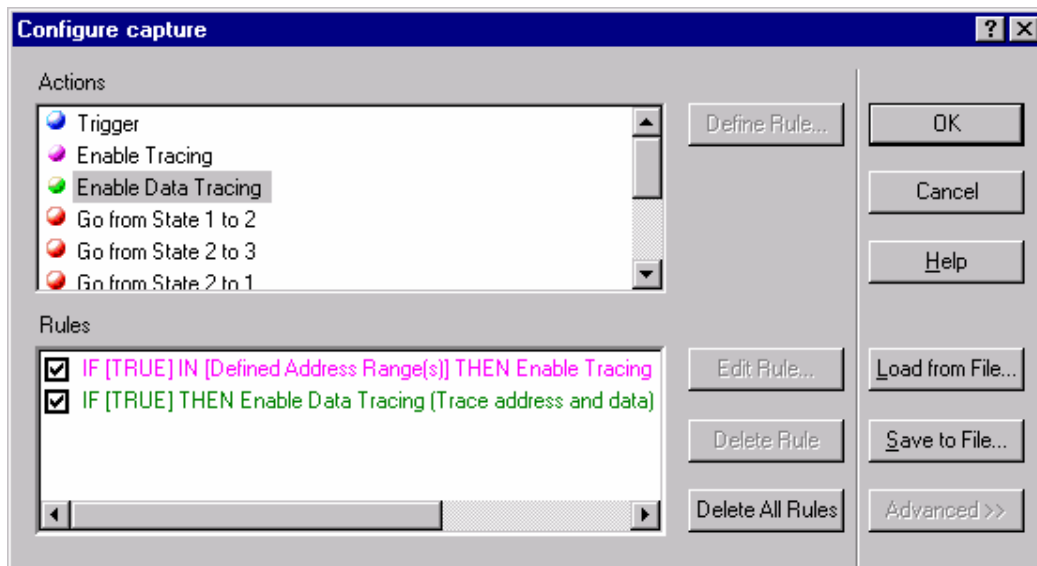 Configure capture
Actions
Trigger
Enable Tracing
Enable Data Tracing
Go from State 1 to 2
Go from State 2 to 3
Go from State 2 to 1
Define Rule...
OK
Cancel
Help
Rules
IF [TRUE] IN [Defined Address Range(s)] THEN Enable Tracing
IF [TRUE] THEN Enable Data Tracing (Trace address and data)
Edit Rule...
Delete Rule
Delete All Rules
Load from File...
Save to File...
Advanced >>